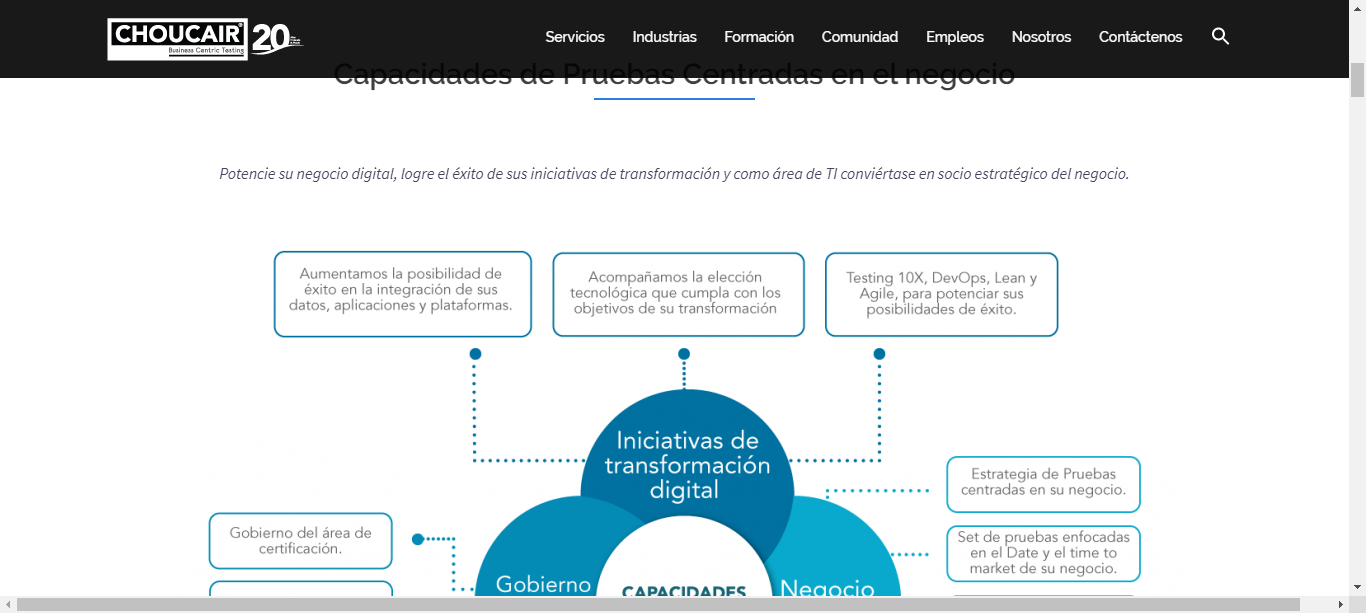 CHOUCAIR®
Business Centric Testing
20
Servicios
Industrias
Formación
Comunidad
Empleos
Nosotros
Contáctenos
Capacidades de Pruebas Centradas en el negocio
Potencie su negocio digital, logre el éxito de sus iniciativas de transformación y como área de TI conviértase en socio estratégico del negocio.
Aumentamos la posibilidad de
éxito en la integración de sus
datos, aplicaciones y plataformas.
Acompañamos la elección
tecnológica que cumpla con los
objetivos de su transformación
Testing 10X, DevOps, Lean y
Agile, para potenciar sus
posibilidades de éxito.
Iniciativas de
transformación
digital
Estrategia de Pruebas
centradas en su negocio.
Gobierno del área de
certificación.
Set de pruebas enfocadas
en el Date y el time to
market de su negocio.
Gobierno
CAPACIDADES
Negocio